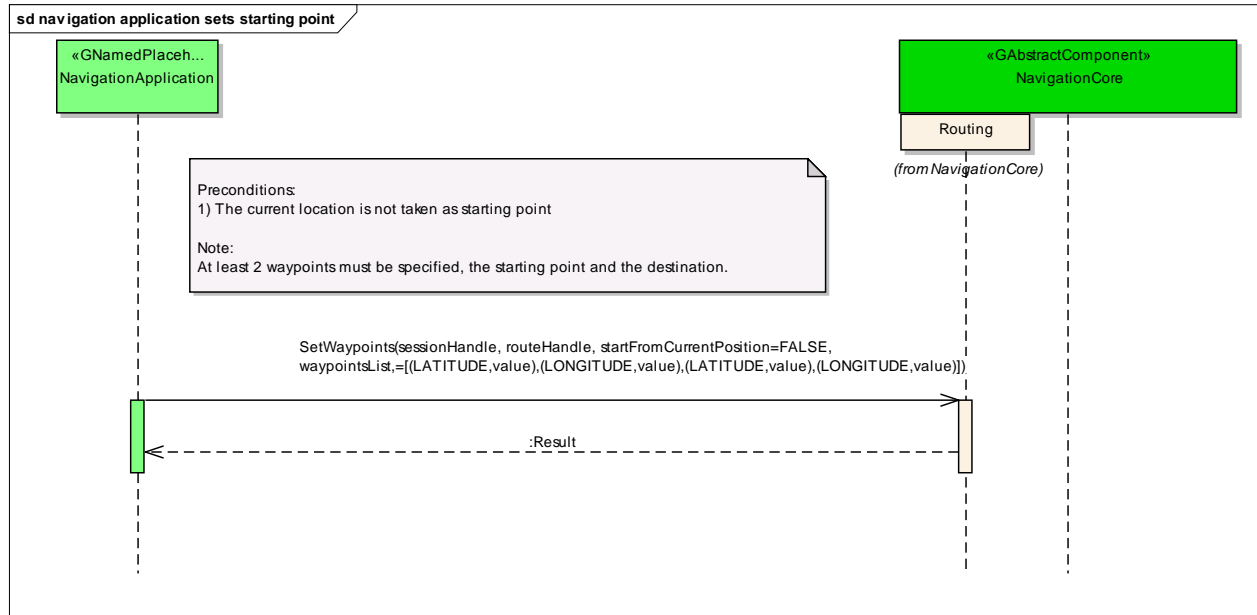 sd navigation application sets starting point
«GNamedPlaceh...
NavigationApplication
«GAbstractComponent»
NavigationCore
Routing
(from NavigationCore)
Preconditions:
1) The current location is not taken as starting point
Note:
At least 2 waypoints must be specified, the starting point and the destination.
SetWaypoints(sessionHandle, routeHandle, startFromCurrentPosition=FALSE,
waypointsList,=[(LATITUDE,value),(LONGITUDE,value),(LATITUDE,value),(LONGITUDE,value)])
:Result